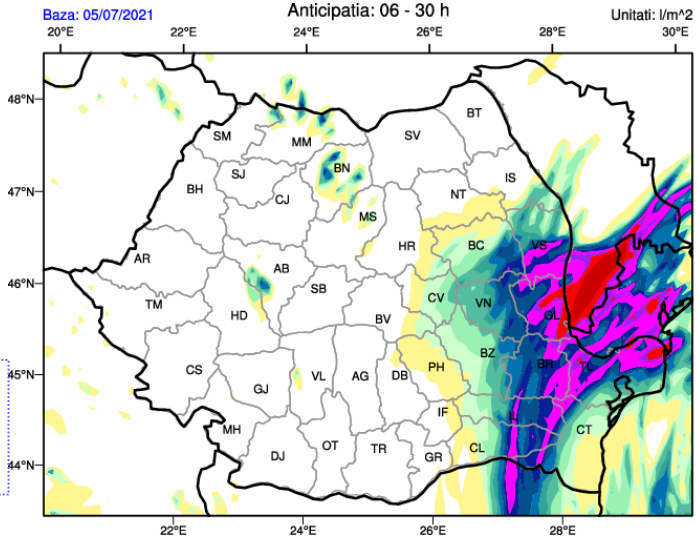 Baza: 05/07/2021 Anticipatia: 06 - 30 h Unitati: l/m^2
20°E 22°E 24°E 26°E 28°E 30°E
48°N
BT
SM MM SV
BN
SJ IS
47°N BH CJ NT
MS
HR BC VS
AR
AB
46°N
SB CV VN
TM HD GL
BV
BZ
45°N CS PH BR TL
GJ VL AG DB
IF IL
MH CT
OT TR CL
44°N DJ GR
22°E 24°E 26°E 28°E